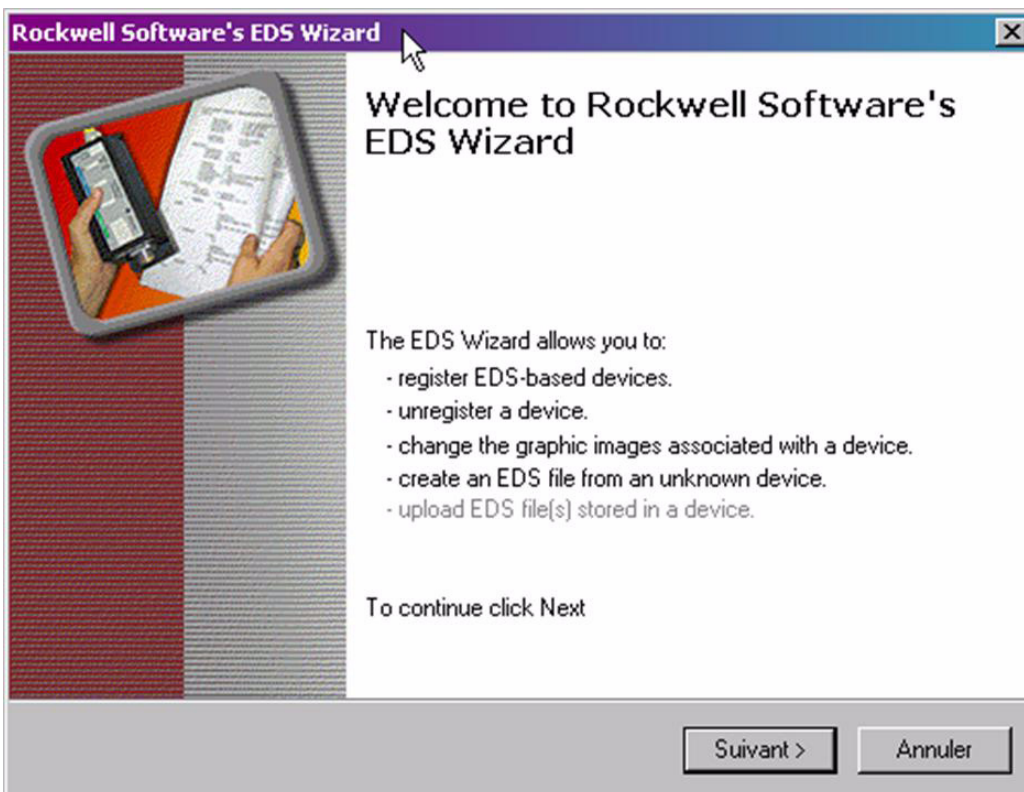 Rockwell Software's EDS Wizard
Welcome to Rockwell Software's
EDS Wizard
The EDS Wizard allows you to:
- register EDS-based devices.
- unregister a device.
- change the graphic images associated with a device.
- create an EDS file from an unknown device.
- upload EDS file(s) stored in a device.
To continue click Next
Suivant >
Annuler